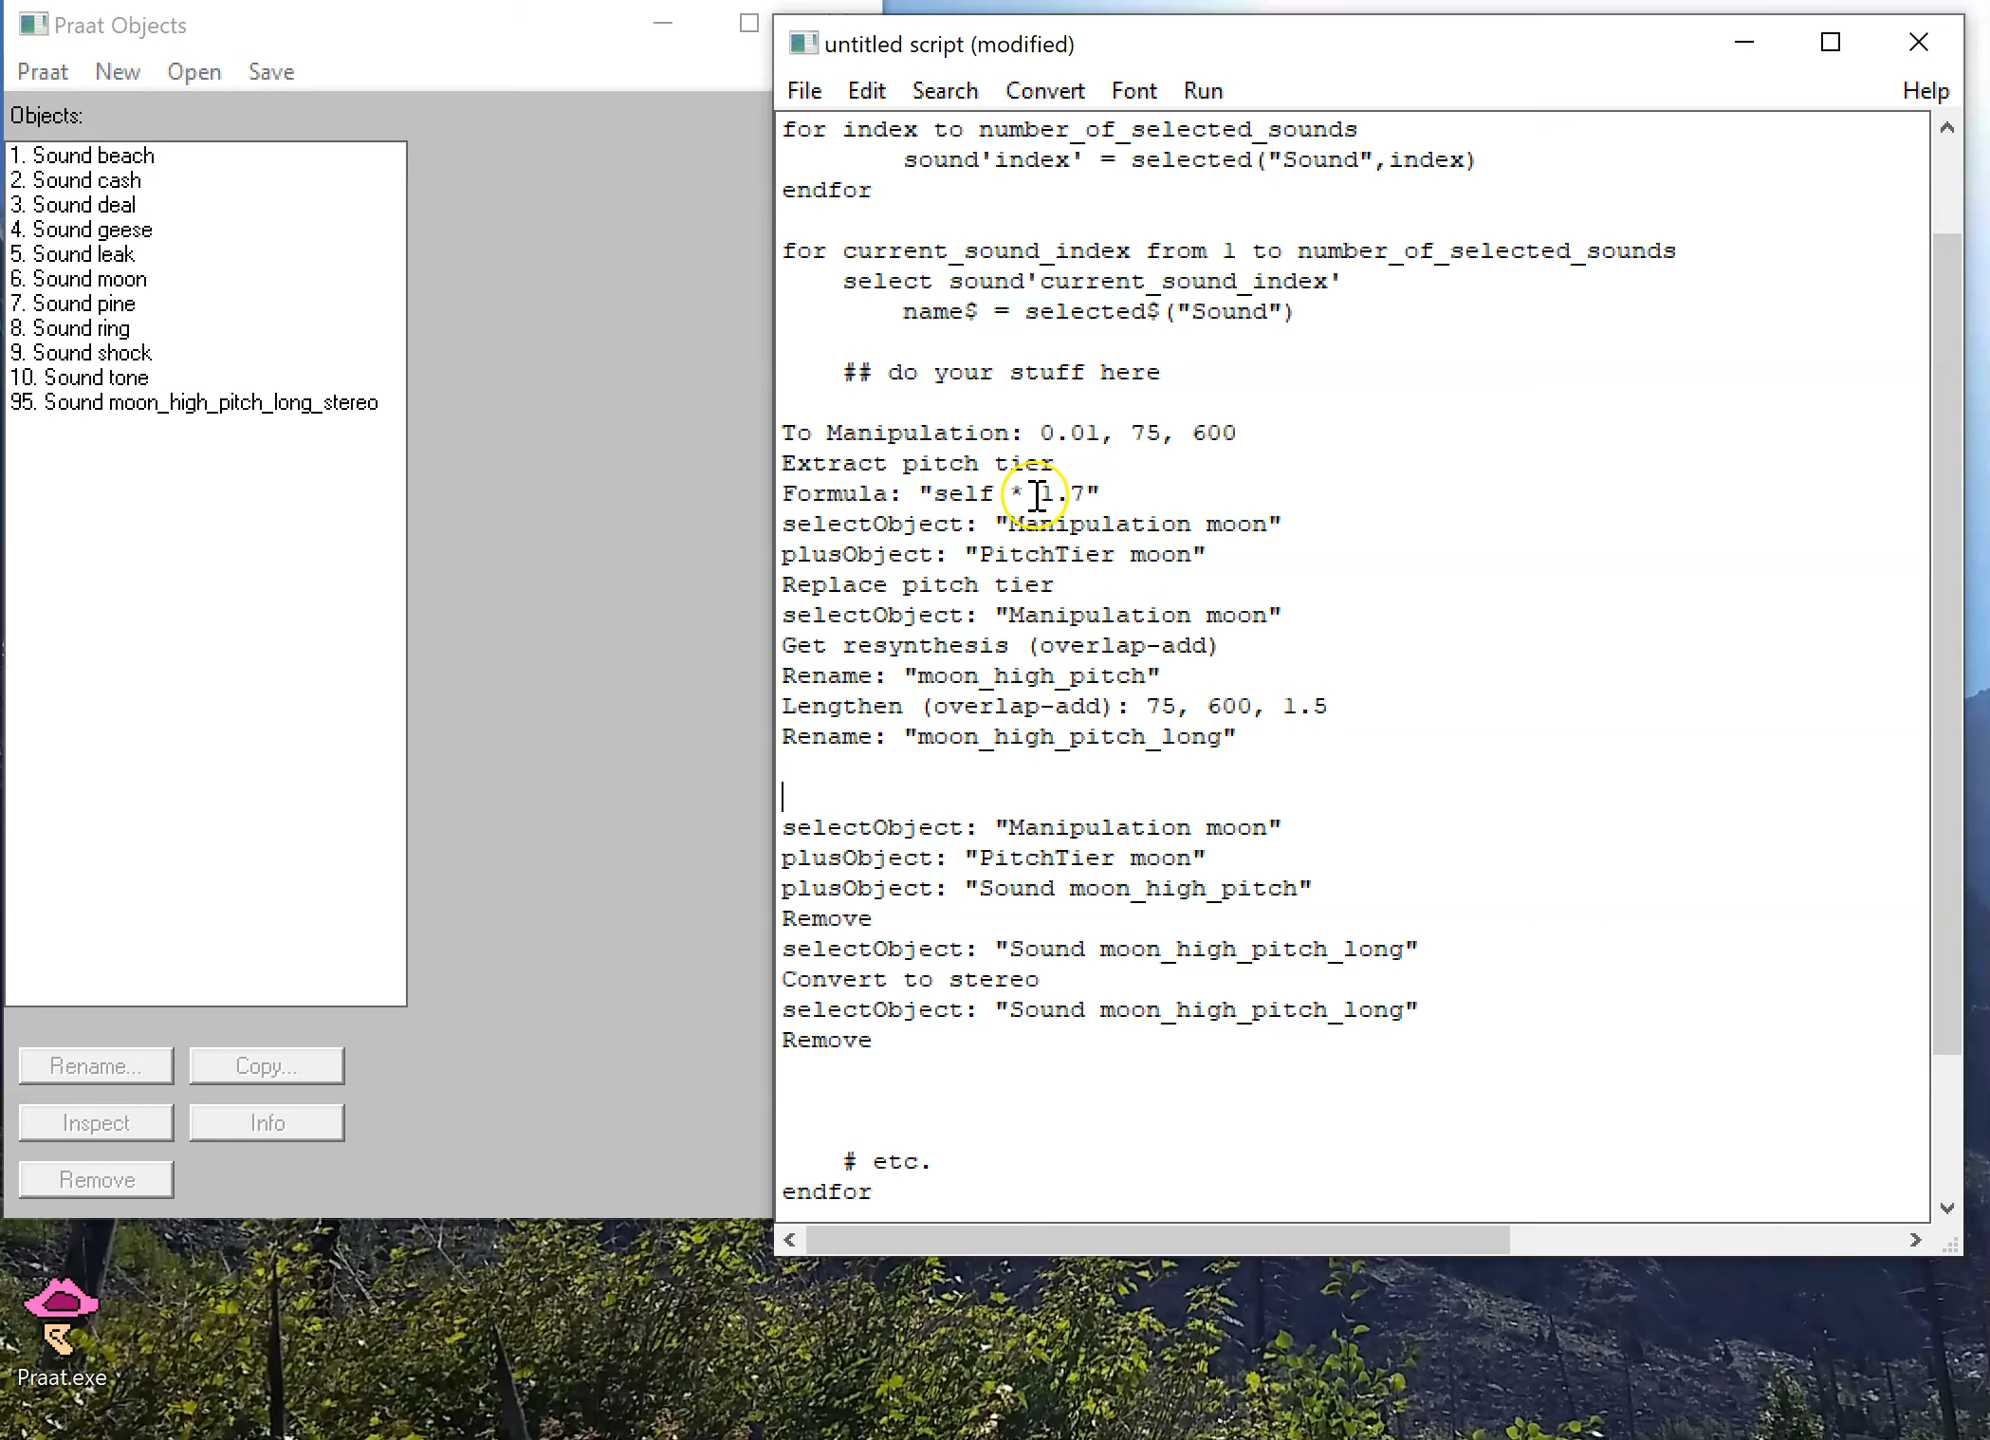 Praat Objects
Praat New Open Save
Objects:
1. Sound beach
2. Sound cash
3. Sound deal
4. Sound geese
5. Sound leak
6. Sound moon
7. Sound pine
8. Sound ring
9. Sound shock
10. Sound tone
95. Sound moon_high_pitch_long_stereo
Rename... Copy...
Inspect Info
Remove
Praat.exe
untitled script (modified)
File Edit Search Convert Font Run Help
for index to number_of_selected_sounds
sound'index' = selected("Sound",index)
endfor
for current_sound_index from 1 to number_of_selected_sounds
select sound'current_sound_index'
name$ = selected$("Sound")
## do your stuff here
To Manipulation: 0.01, 75, 600
Extract pitch tier
Formula: "self * 1.7"
selectObject: "Manipulation moon"
plusObject: "PitchTier moon"
Replace pitch tier
selectObject: "Manipulation moon"
Get resynthesis (overlap-add)
Rename: "moon_high_pitch"
Lengthen (overlap-add): 75, 600, 1.5
Rename: "moon_high_pitch_long"
selectObject: "Manipulation moon"
plusObject: "PitchTier moon"
plusObject: "Sound moon_high_pitch"
Remove
selectObject: "Sound moon_high_pitch_long"
Convert to stereo
selectObject: "Sound moon_high_pitch_long"
Remove
# etc.
endfor